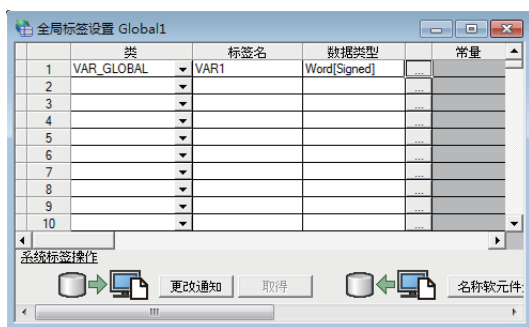 全局标签设置 Global1
类 标签名 数据类型 常量
1 VAR_GLOBAL VAR1 Word[Signed] ...
2 ...
3 ...
4 ...
5 ...
6 ...
7 ...
8 ...
9 ...
10 ...
系统标签操作
更改通知 取得 名称软元件